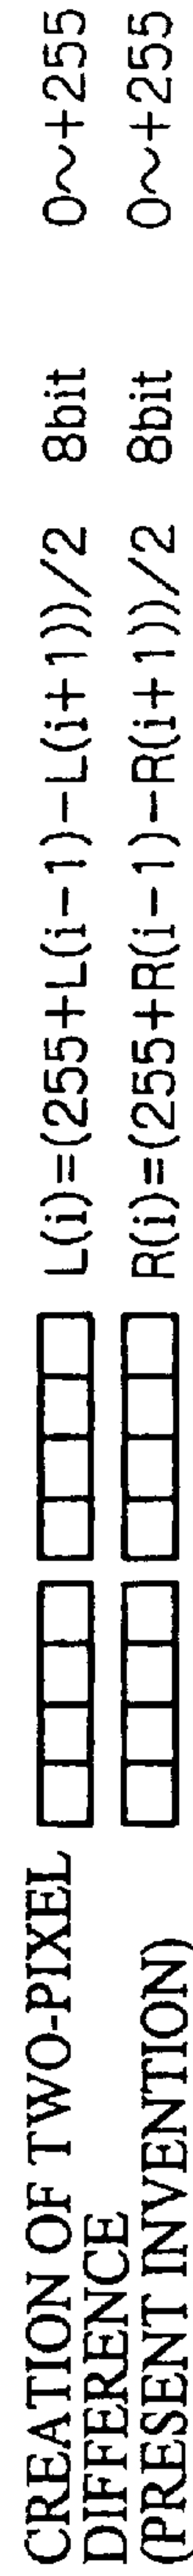 CREATION OF TWO-PIXEL
DIFFERENCE
(PRESENT INVENTION)
L(i)=(255+L(i-1)-L(i+1))/2 8bit 0~+255
R(i)=(255+R(i-1)-R(i+1))/2 8bit 0~+255